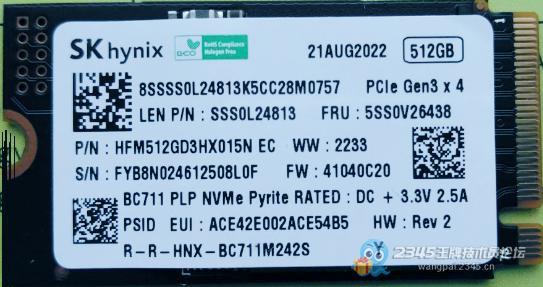 SK hynix
ECO
RoHS Compliance
Halogen Free
21AUG2022
512GB
8SSSS0L24813K5CC28M0757 PCIe Gen3 x 4
LEN P/N : SSS0L24813 FRU : 5SS0V26438
P/N : HFM512GD3HX015N EC WW : 2233
S/N : FYB8N024612508L0F FW : 41040C20
BC711 PLP NVMe Pyrite RATED : DC + 3.3V 2.5A
PSID EUI : ACE42E002ACE54B5 HW : Rev 2
R-R-HNX-BC711M242S
2345王牌技术员论坛
wangpai.2345.cn
1